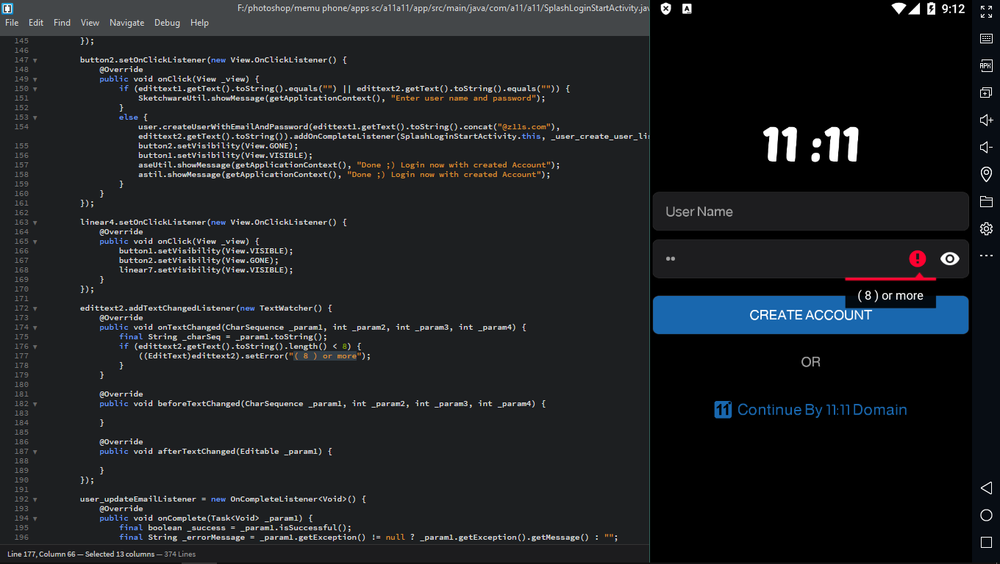 F:/photoshop/memu phone/apps sc/a11a11/app/src/main/java/com/a11/a11/SplashLoginStartActivity.jav
File Edit Find View Navigate Debug Help
145 });
146
147 button2.setOnClickListener(new View.OnClickListener() {
148 @Override
149 public void onClick(View _view) {
150 if (edittext1.getText().toString().equals("") || edittext2.getText().toString().equals("")) {
151 SketchwareUtil.showMessage(getApplicationContext(), "Enter user name and password");
152 }
153 else {
154 user.createUserWithEmailAndPassword(edittext1.getText().toString().concat("@z1ls.com"),
edittext2.getText().toString()).addOnCompleteListener(SplashLoginStartActivity.this, _user_create_user_lis
155 button2.setVisibility(View.GONE);
156 button1.setVisibility(View.VISIBLE);
157 aseUtil.showMessage(getApplicationContext(), "Done ;) Login now with created Account");
158 astil.showMessage(getApplicationContext(), "Done ;) Login now with created Account");
159 }
160 }
161 });
162
163 linear4.setOnClickListener(new View.OnClickListener() {
164 @Override
165 public void onClick(View _view) {
166 button1.setVisibility(View.VISIBLE);
167 button2.setVisibility(View.GONE);
168 linear7.setVisibility(View.VISIBLE);
169 }
170 });
171
172 edittext2.addTextChangedListener(new TextWatcher() {
173 @Override
174 public void onTextChanged(CharSequence _param1, int _param2, int _param3, int _param4) {
175 final String _charSeq = _param1.toString();
176 if (edittext2.getText().toString().length() < 8) {
177 ((EditText)edittext2).setError("( 8 ) or more");
178 }
179 }
180
181 @Override
182 public void beforeTextChanged(CharSequence _param1, int _param2, int _param3, int _param4) {
183
184 }
185
186 @Override
187 public void afterTextChanged(Editable _param1) {
188
189 }
190 });
191
192 user_updateEmailListener = new OnCompleteListener<Void>() {
193 @Override
194 public void onComplete(Task<Void> _param1) {
195 final boolean _success = _param1.isSuccessful();
196 final String _errorMessage = _param1.getException() != null ? _param1.getException().getMessage() : "";
Line 177, Column 66 — Selected 13 columns — 374 Lines
A
9:12
APK
11 :11
User Name
( 8 ) or more
CREATE ACCOUNT
OR
11 Continue By 11:11 Domain